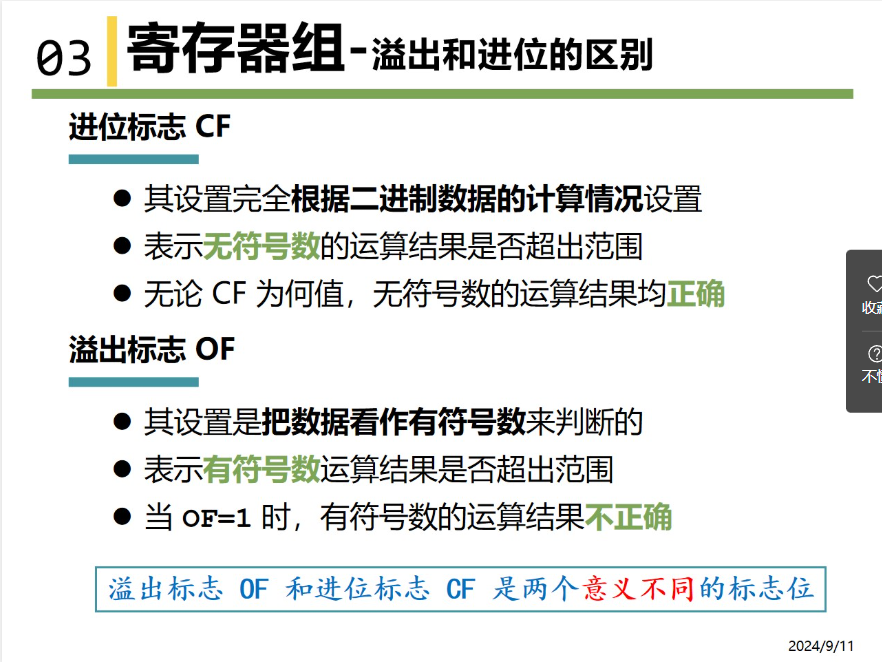 03 寄存器组-溢出和进位的区别
进位标志 CF
● 其设置完全根据二进制数据的计算情况设置
● 表示无符号数的运算结果是否超出范围
● 无论 CF 为何值，无符号数的运算结果均正确
收藏
溢出标志 OF
不懂
● 其设置是把数据看作有符号数来判断的
● 表示有符号数运算结果是否超出范围
● 当 OF=1 时，有符号数的运算结果不正确
溢出标志 OF 和进位标志 CF 是两个意义不同的标志位
2024/9/11